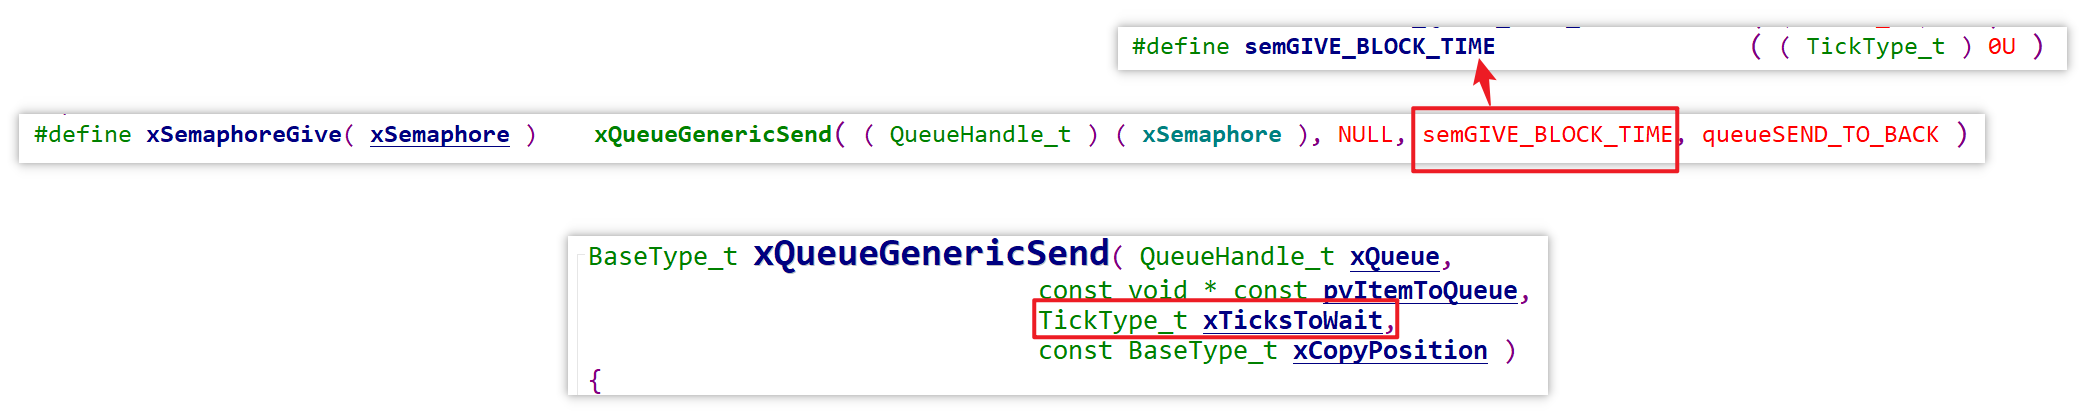 #define semGIVE_BLOCK_TIME ( ( TickType_t ) 0U )
#define xSemaphoreGive( xSemaphore ) xQueueGenericSend( ( QueueHandle_t ) ( xSemaphore ), NULL, semGIVE_BLOCK_TIME, queueSEND_TO_BACK )
BaseType_t xQueueGenericSend( QueueHandle_t xQueue,
const void * const pvItemToQueue,
TickType_t xTicksToWait,
const BaseType_t xCopyPosition )
{